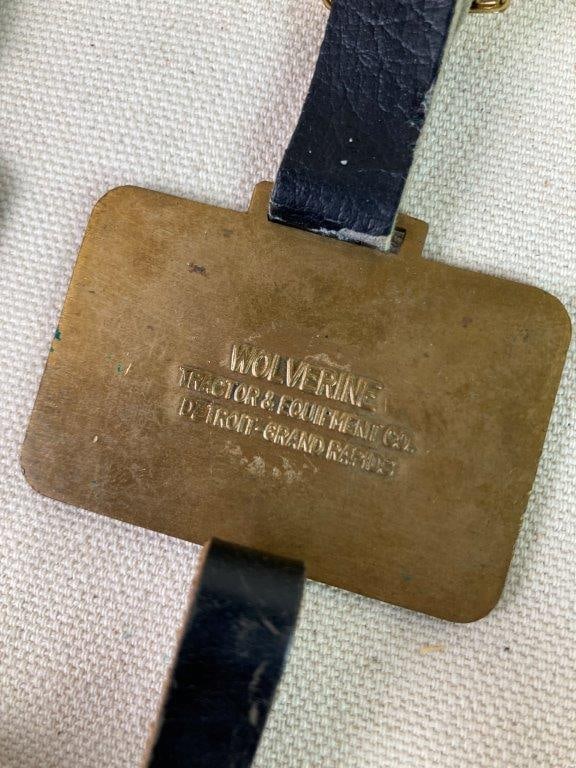 WOLVERINE
TRACTOR & EQUIPMENT CO.
DETROIT-GRAND RAPIDS